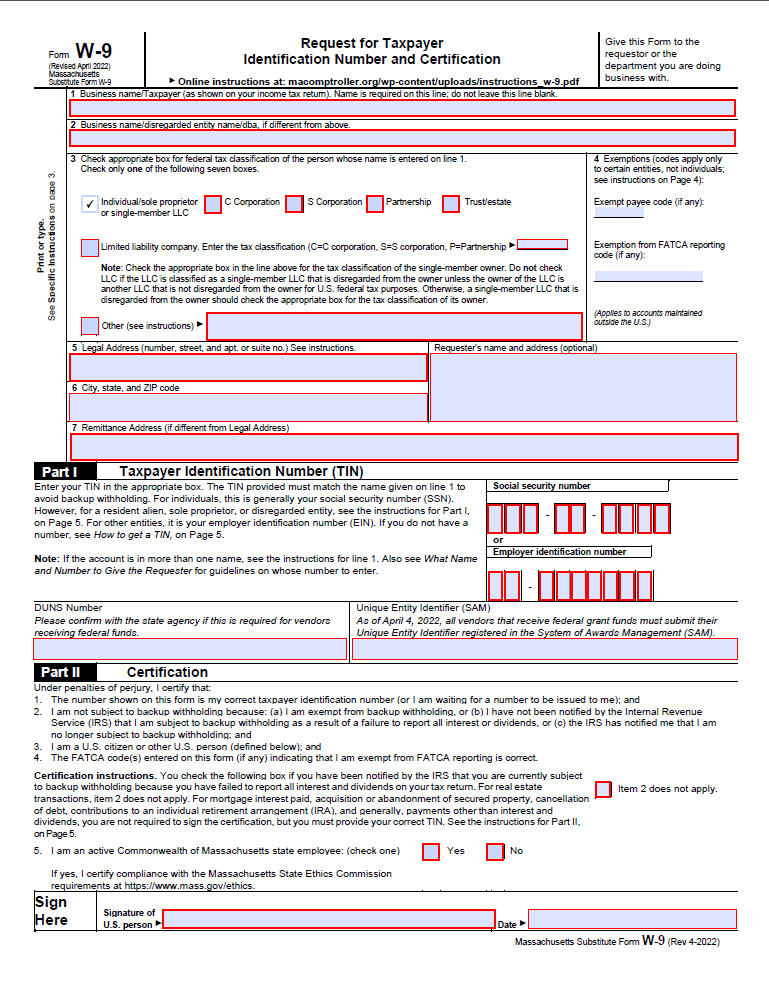 Form W-9
(Revised April 2022)
Massachusetts
Substitute Form W-9
Request for Taxpayer
Identification Number and Certification
► Online instructions at: macomptroller.org/wp-content/uploads/instructions_w-9.pdf
Give this Form to the
requestor or the
department you are doing
business with.
Print or type.
See Specific Instructions on page 3.
1 Business name/Taxpayer (as shown on your income tax return). Name is required on this line; do not leave this line blank.
2 Business name/disregarded entity name/dba, if different from above.
3 Check appropriate box for federal tax classification of the person whose name is entered on line 1.
Check only one of the following seven boxes.
✓ Individual/sole proprietor
or single-member LLC
C Corporation
S Corporation
Partnership
Trust/estate
Limited liability company. Enter the tax classification (C=C corporation, S=S corporation, P=Partnership ►
Note: Check the appropriate box in the line above for the tax classification of the single-member owner. Do not check
LLC if the LLC is classified as a single-member LLC that is disregarded from the owner unless the owner of the LLC is
another LLC that is not disregarded from the owner for U.S. federal tax purposes. Otherwise, a single-member LLC that is
disregarded from the owner should check the appropriate box for the tax classification of its owner.
Other (see instructions) ►
4 Exemptions (codes apply only
to certain entities, not individuals;
see instructions on Page 4):
Exempt payee code (if any):
Exemption from FATCA reporting
code (if any):
(Applies to accounts maintained
outside the U.S.)
5 Legal Address (number, street, and apt. or suite no.) See instructions.
Requester's name and address (optional)
6 City, state, and ZIP code
7 Remittance Address (if different from Legal Address)
Part I Taxpayer Identification Number (TIN)
Enter your TIN in the appropriate box. The TIN provided must match the name given on line 1 to
avoid backup withholding. For individuals, this is generally your social security number (SSN).
However, for a resident alien, sole proprietor, or disregarded entity, see the instructions for Part I,
on Page 5. For other entities, it is your employer identification number (EIN). If you do not have a
number, see How to get a TIN, on Page 5.
Note: If the account is in more than one name, see the instructions for line 1. Also see What Name
and Number to Give the Requester for guidelines on whose number to enter.
Social security number
- -
or
Employer identification number
-
DUNS Number
Please confirm with the state agency if this is required for vendors
receiving federal funds.
Unique Entity Identifier (SAM)
As of April 4, 2022, all vendors that receive federal grant funds must submit their
Unique Entity Identifier registered in the System of Awards Management (SAM).
Part II Certification
Under penalties of perjury, I certify that:
1. The number shown on this form is my correct taxpayer identification number (or I am waiting for a number to be issued to me); and
2. I am not subject to backup withholding because: (a) I am exempt from backup withholding, or (b) I have not been notified by the Internal Revenue
Service (IRS) that I am subject to backup withholding as a result of a failure to report all interest or dividends, or (c) the IRS has notified me that I am
no longer subject to backup withholding; and
3. I am a U.S. citizen or other U.S. person (defined below); and
4. The FATCA code(s) entered on this form (if any) indicating that I am exempt from FATCA reporting is correct.
Certification instructions. You check the following box if you have been notified by the IRS that you are currently subject
to backup withholding because you have failed to report all interest and dividends on your tax return. For real estate
transactions, item 2 does not apply. For mortgage interest paid, acquisition or abandonment of secured property, cancellation
of debt, contributions to an individual retirement arrangement (IRA), and generally, payments other than interest and
dividends, you are not required to sign the certification, but you must provide your correct TIN. See the instructions for Part II,
on Page 5.
Item 2 does not apply.
5. I am an active Commonwealth of Massachusetts state employee: (check one) Yes No
If yes, I certify compliance with the Massachusetts State Ethics Commission
requirements at https://www.mass.gov/ethics.
Sign
Here
Signature of
U.S. person ►
Date ►
Massachusetts Substitute Form W-9 (Rev 4-2022)